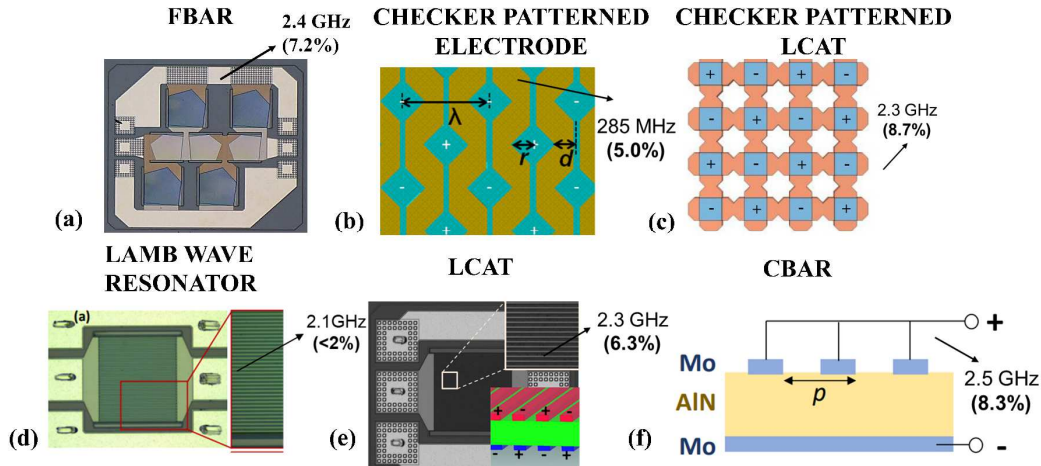 FBAR
2.4 GHz
(7.2%)
(a)
CHECKER PATTERNED
ELECTRODE
λ
r
d
- - -
+ +
- - -
+ +
285 MHz
(5.0%)
(b)
CHECKER PATTERNED
LCAT
+ - + -
- + - +
+ - + -
- + - +
2.3 GHz
(8.7%)
(c)
LAMB WAVE
RESONATOR
(a)
2.1GHz
(<2%)
(d)
LCAT
2.3 GHz
(6.3%)
+ - + -
- + - +
(e)
CBAR
+
Mo
p
AlN
Mo
-
2.5 GHz
(8.3%)
(f)